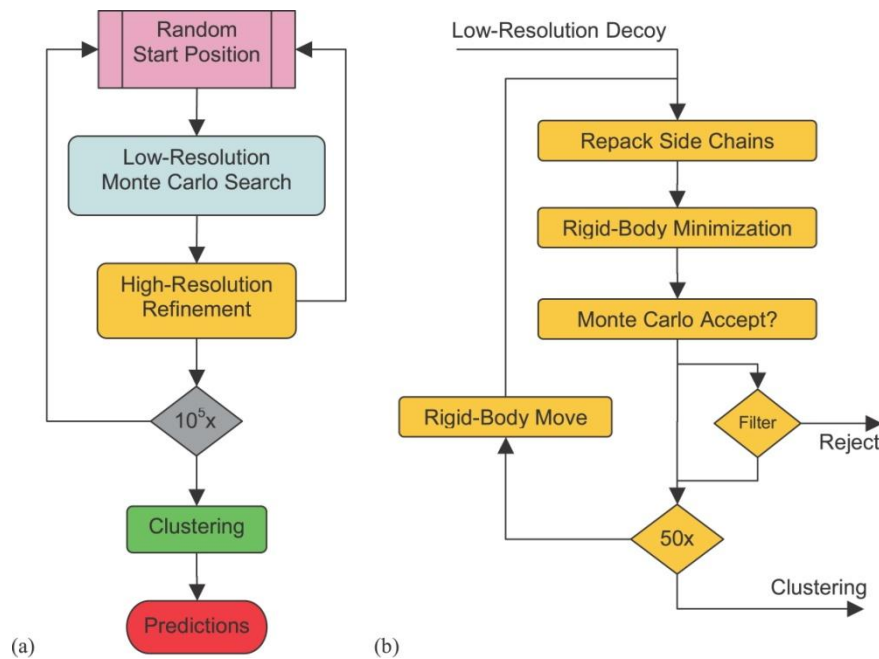 Random
Start Position
Low-Resolution
Monte Carlo Search
High-Resolution
Refinement
10⁵x
Clustering
Predictions
(a)
Low-Resolution Decoy
Repack Side Chains
Rigid-Body Minimization
Monte Carlo Accept?
Rigid-Body Move
Filter
Reject
50x
Clustering
(b)